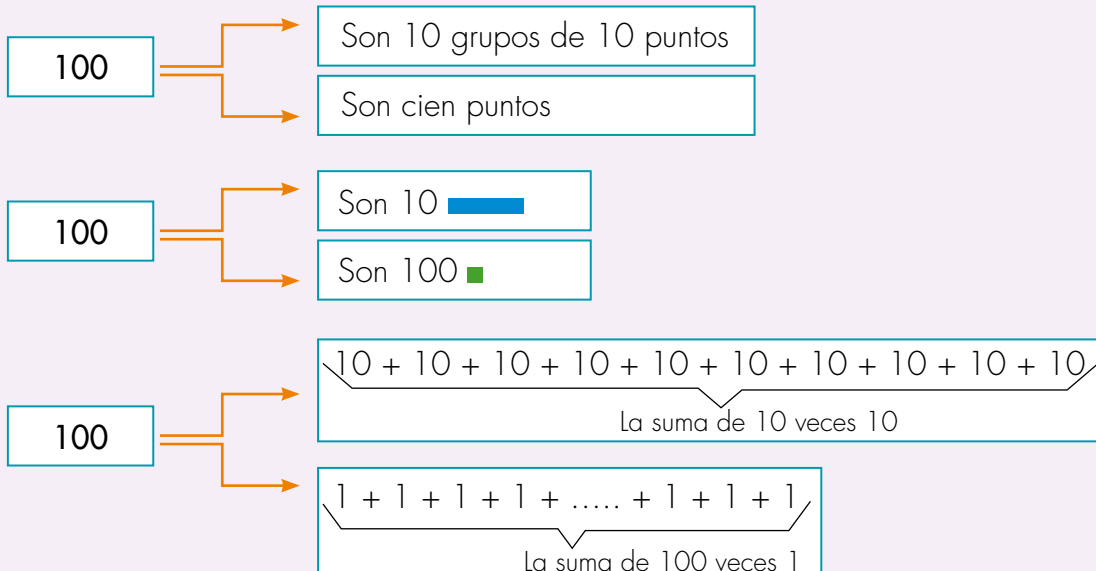 100
Son 10 grupos de 10 puntos
Son cien puntos
100
Son 10
Son 100
100
10 + 10 + 10 + 10 + 10 + 10 + 10 + 10 + 10 + 10
La suma de 10 veces 10
1 + 1 + 1 + 1 + ..... + 1 + 1 + 1
La suma de 100 veces 1